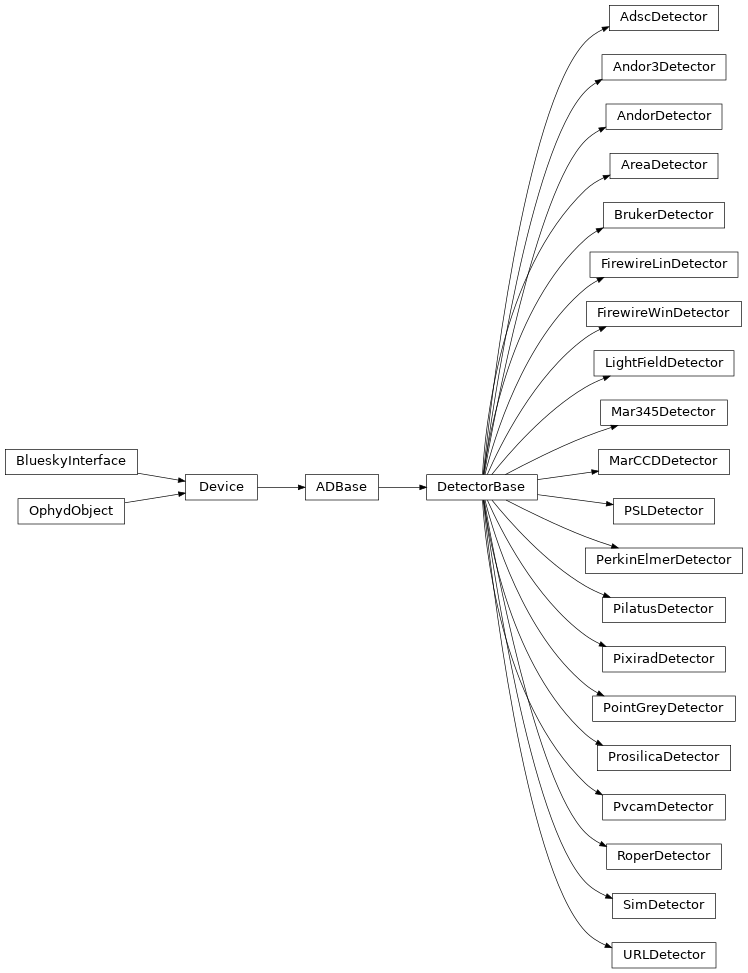 AdscDetector
Andor3Detector
AndorDetector
AreaDetector
BrukerDetector
FirewireLinDetector
FirewireWinDetector
LightFieldDetector
Mar345Detector
BlueskyInterface
MarCCDDetector
Device
ADBase
DetectorBase
OphydObject
PSLDetector
PerkinElmerDetector
PilatusDetector
PixiradDetector
PointGreyDetector
ProsilicaDetector
PvcamDetector
RoperDetector
SimDetector
URLDetector